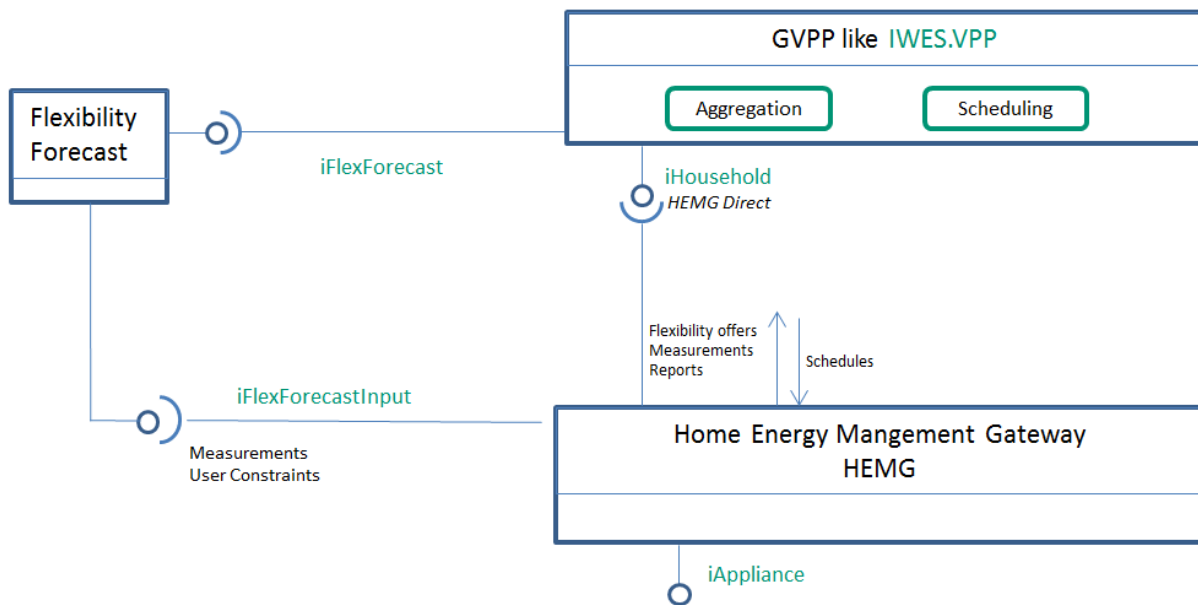 GVPP like IWES.VPP
Aggregation
Scheduling
Flexibility
Forecast
iFlexForecast
iHousehold
HEMG Direct
Flexibility offers
Measurements
Reports
Schedules
iFlexForecastInput
Measurements
User Constraints
Home Energy Mangement Gateway
HEMG
iAppliance